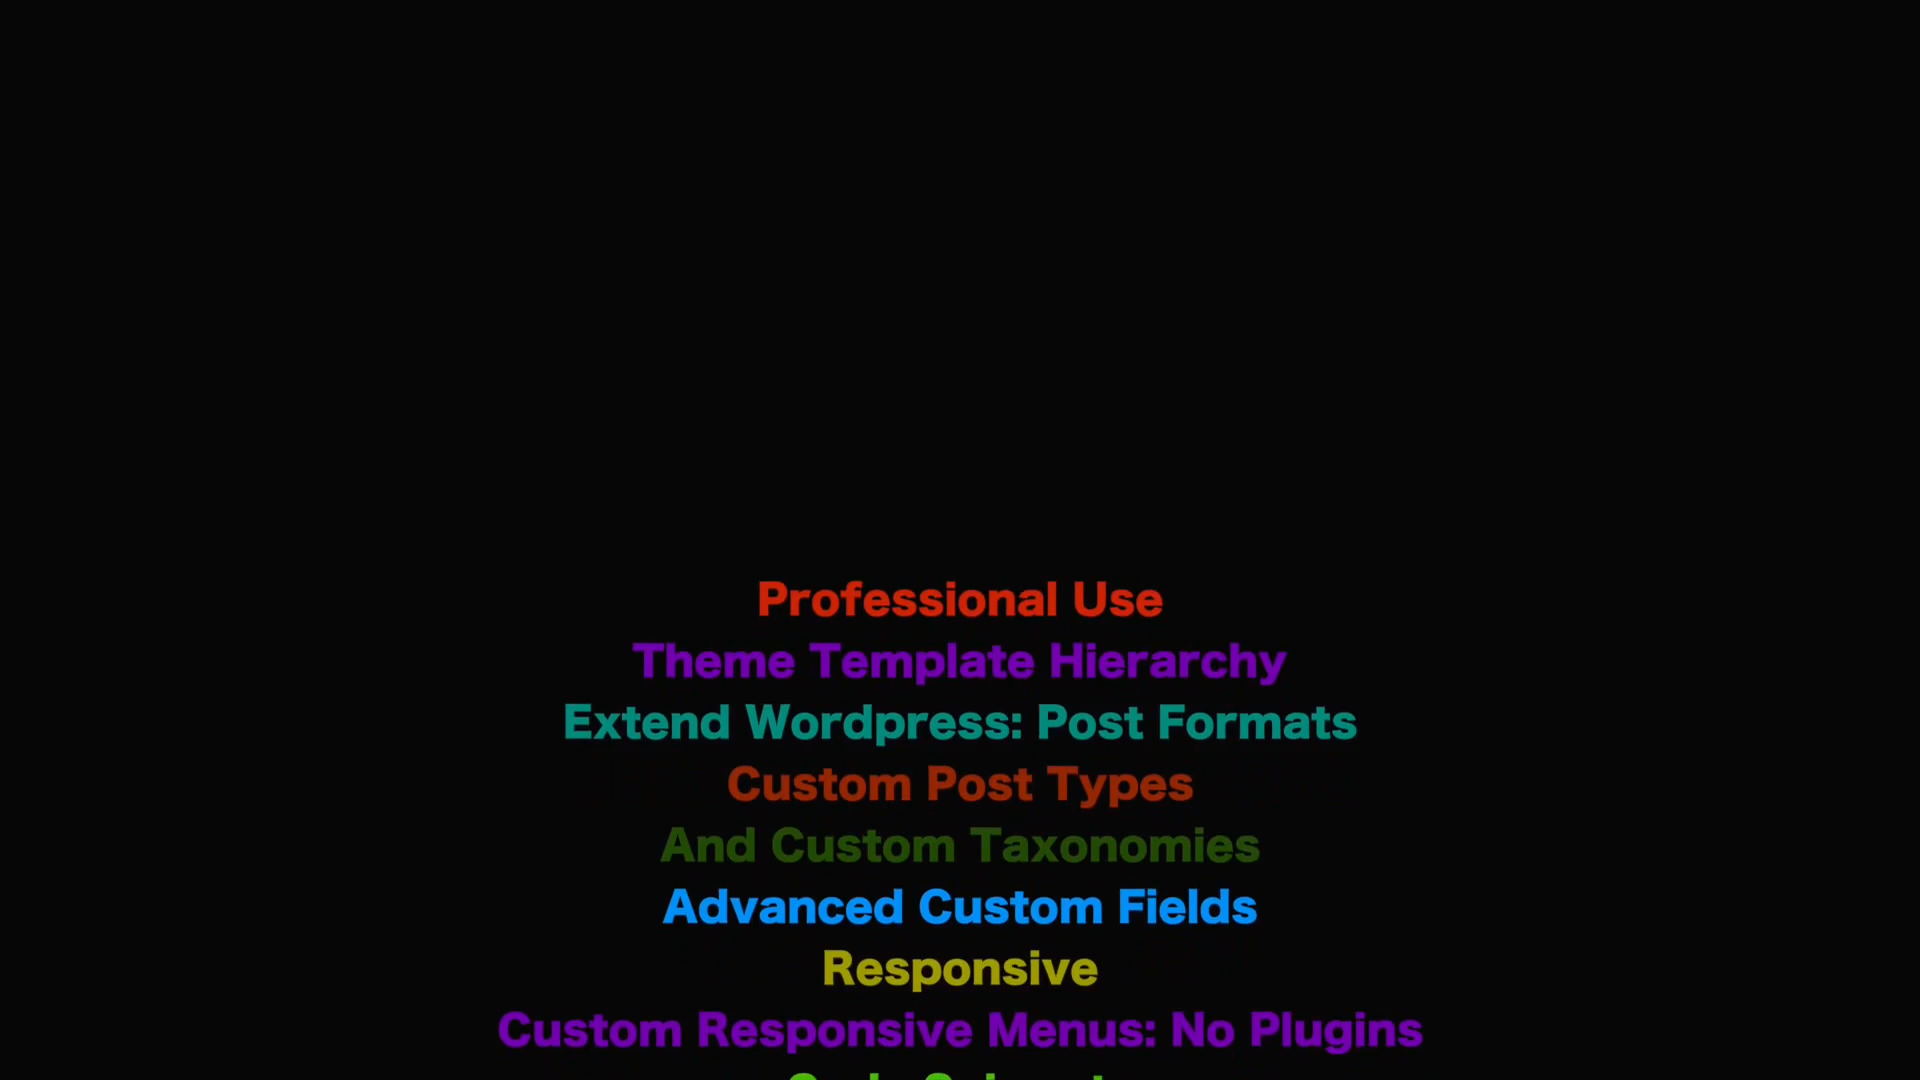 Professional Use
Theme Template Hierarchy
Extend Wordpress: Post Formats
Custom Post Types
And Custom Taxonomies
Advanced Custom Fields
Responsive
Custom Responsive Menus: No Plugins